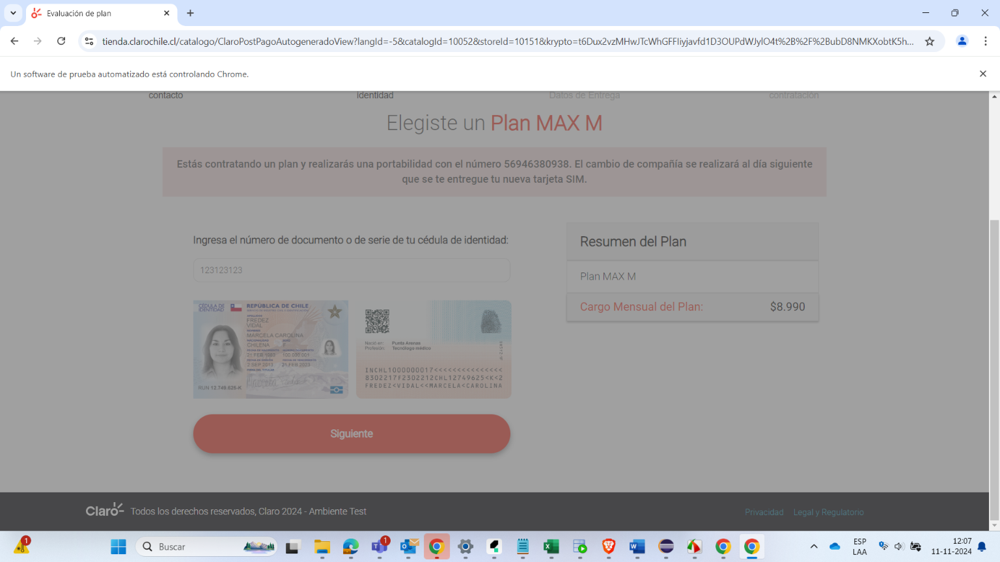 Evaluación de plan
tienda.clarochile.cl/catalogo/ClaroPostPagoAutogeneradoView?langId=-5&catalogId=10052&storeId=10151&krypto=t6Dux2vzMHwJTcWhGFFIiyjavfd1D3OUPdWJylO4t%2B%2F%2BubD8NMKXobtK5h...
Un software de prueba automatizado está controlando Chrome.
contacto identidad Datos de Entrega contratación
Elegiste un Plan MAX M
Estás contratando un plan y realizarás una portabilidad con el número 56946380938. El cambio de compañía se realizará al día siguiente
que se te entregue tu nueva tarjeta SIM.
Ingresa el número de documento o de serie de tu cédula de identidad:
123123123
CÉDULA DE
IDENTIDAD
REPÚBLICA DE CHILE
FREDEZ
VIDAL
MARCELA CAROLINA
CHILENA F
21 FEB 1983 100.000.001
2 SEP 2013 21 FEB 2023
RUN 12.749.625-K
Nació en: Punta Arenas
Profesión: Tecnólogo médico
INCHL1000000017<<<<<<<<<<<<<<<
8302217F2302212CHL12749625<K<2
FREDEZ<VIDAL<<MARCELA<CAROLINA
Siguiente
Resumen del Plan
Plan MAX M
Cargo Mensual del Plan: $8.990
Claro Todos los derechos reservados, Claro 2024 - Ambiente Test
Privacidad Legal y Regulatorio
1
Buscar
1
ESP
LAA
12:07
11-11-2024